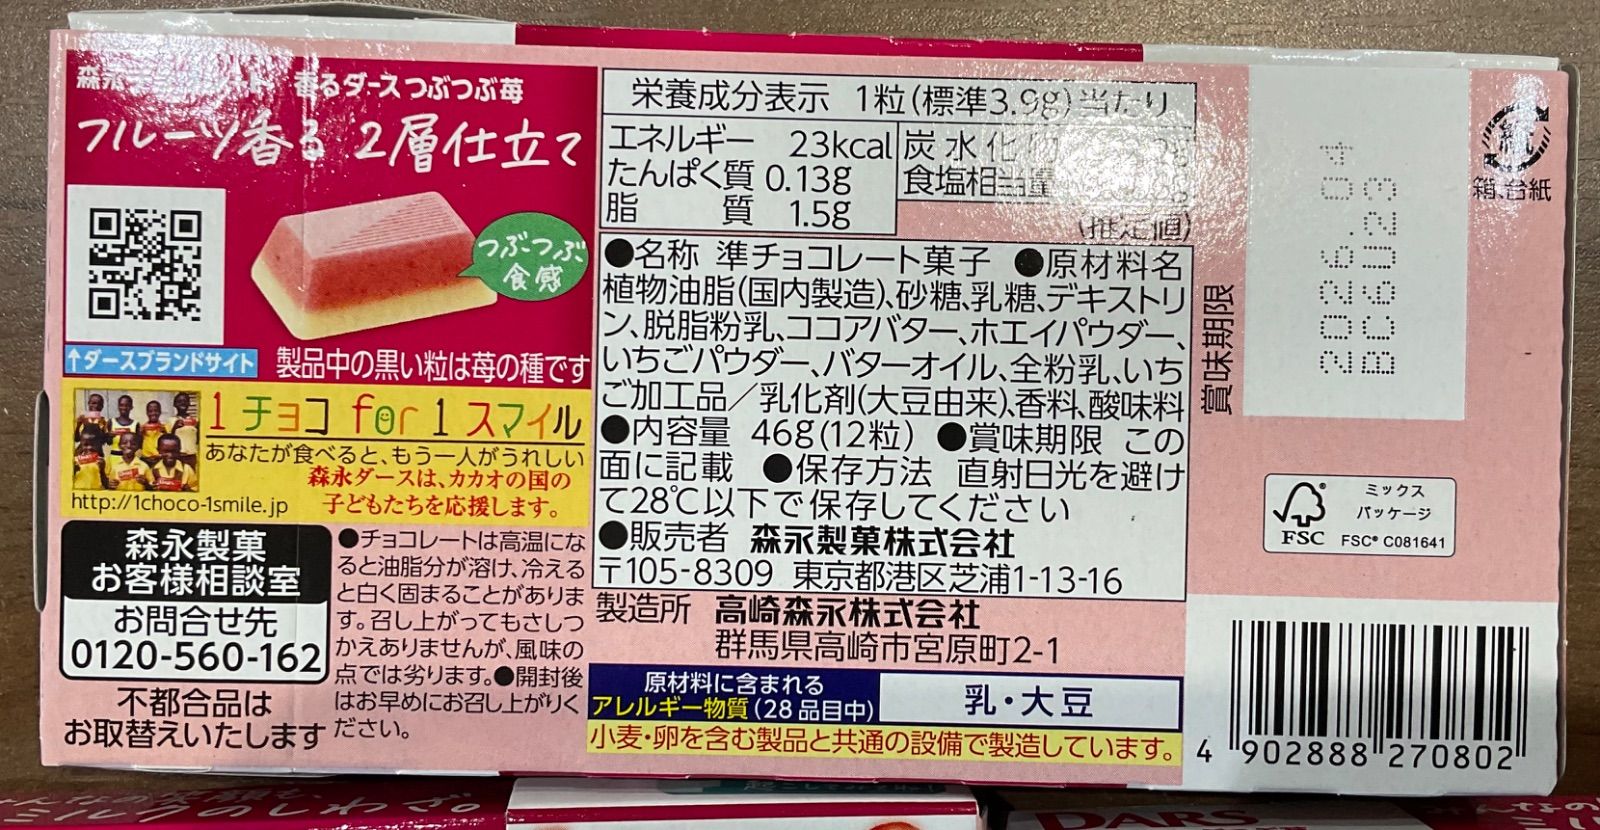 香るダースつぶつぶ苺
フルーツ香る 2層仕立て
つぶつぶ
食感
↑ダースブランドサイト
製品中の黒い粒は苺の種です
1 チョコ for 1 スマイル
あなたが食べると、もう一人がうれしい
森永ダースは、カカオの国の
子どもたちを応援します。
http://1choco-1smile.jp
森永製菓
お客様相談室
お問合せ先
0120-560-162
不都合品は
お取替えいたします
●チョコレートは高温にな
ると油脂分が溶け、冷える
と白く固まることがありま
す。召し上がってもさしつ
かえありませんが、風味の
点では劣ります。●開封後
はお早めにお召し上がりく
ださい。
栄養成分表示 1粒(標準3.9g)当たり
エネルギー 23kcal
たんぱく質 0.13g
脂質 1.5g
炭水化物
食塩相当量
(推定値)
●名称 準チョコレート菓子 ●原材料名
植物油脂(国内製造)、砂糖、乳糖、デキストリ
ン、脱脂粉乳、ココアバター、ホエイパウダー、
いちごパウダー、バターオイル、全粉乳、いち
ご加工品/乳化剤(大豆由来)、香料、酸味料
●内容量 46g(12粒) ●賞味期限 この
面に記載 ●保存方法 直射日光を避け
て28℃以下で保存してください
●販売者 森永製菓株式会社
〒105-8309 東京都港区芝浦1-13-16
製造所 高崎森永株式会社
群馬県高崎市宮原町2-1
原材料に含まれる
アレルギー物質(28品目中)
乳・大豆
小麦・卵を含む製品と共通の設備で製造しています。
賞味期限
2026.04
BC6U23
紙
箱、台紙
ミックス
パッケージ
FSC
FSC® C081641
4 902888 270802
DARS